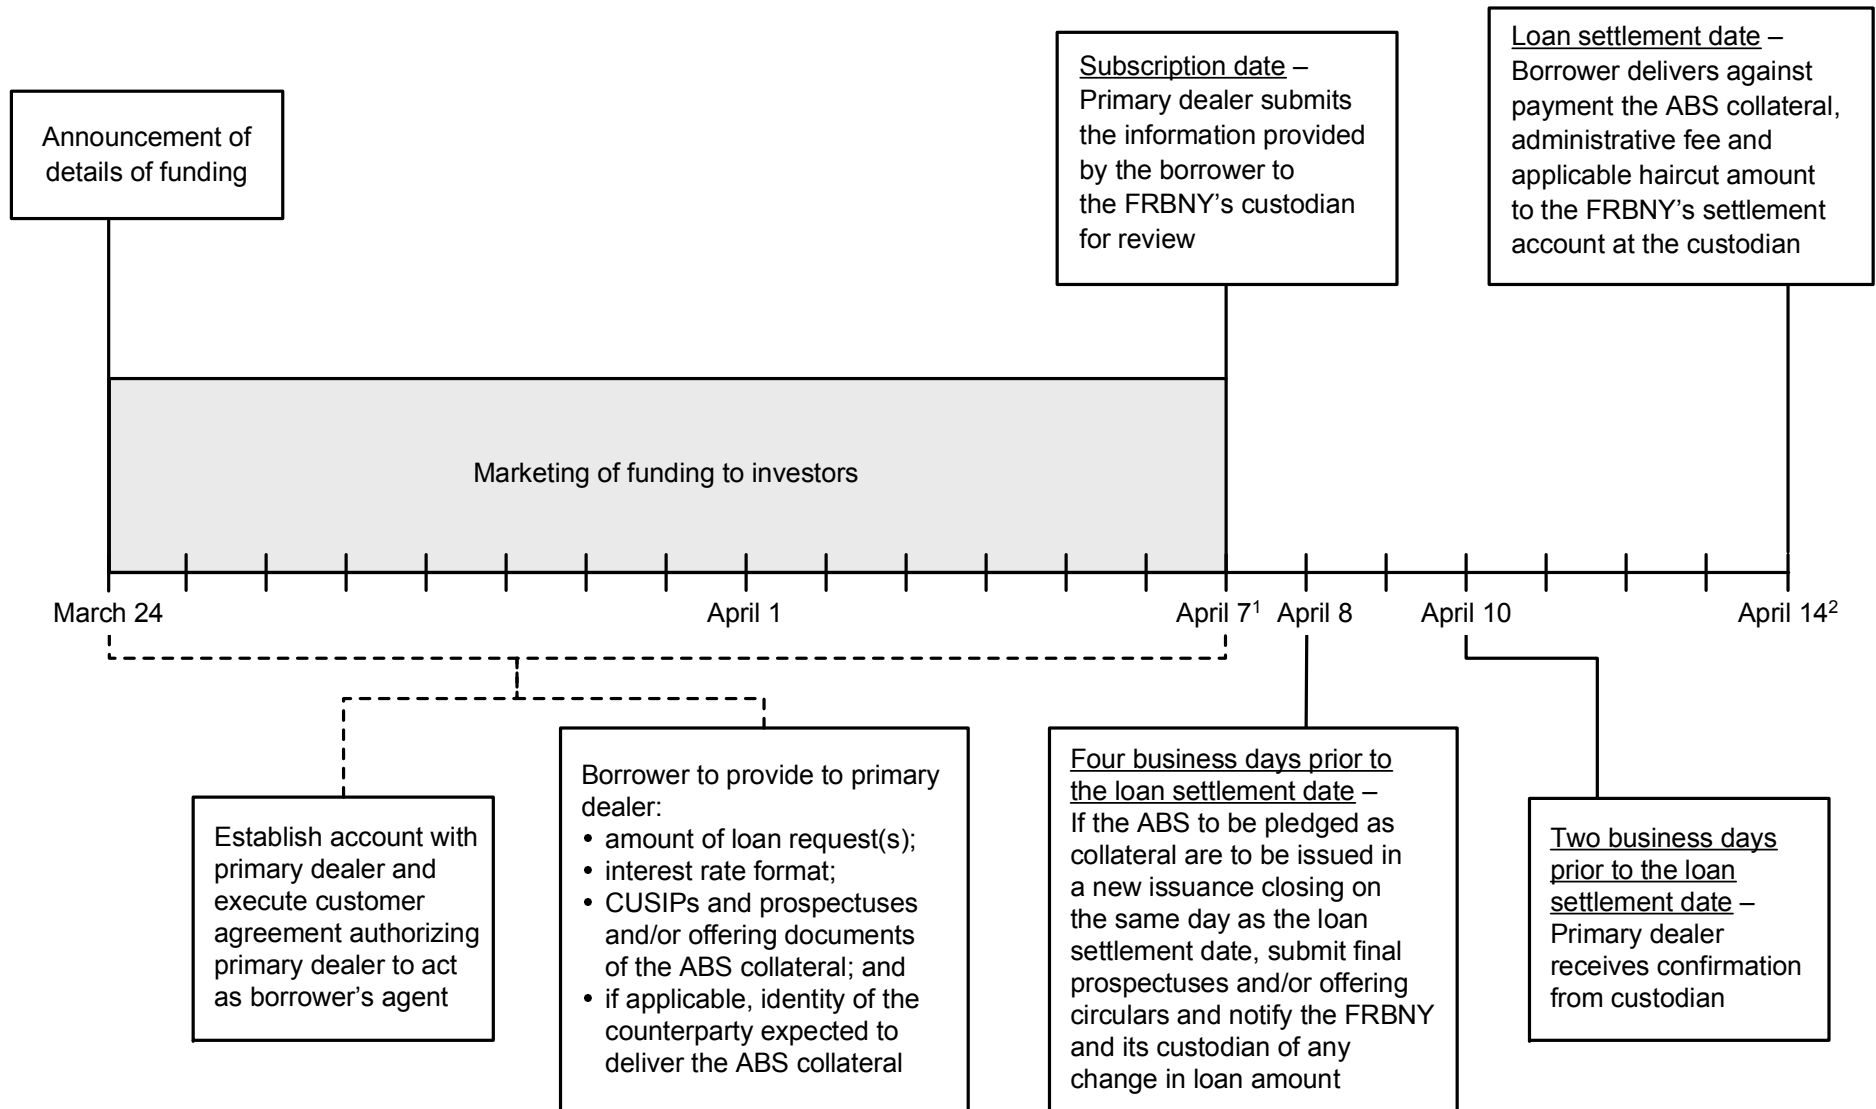 Announcement of
details of funding
Subscription date –
Primary dealer submits
the information provided
by the borrower to
the FRBNY’s custodian
for review
Loan settlement date –
Borrower delivers against
payment the ABS collateral,
administrative fee and
applicable haircut amount
to the FRBNY’s settlement
account at the custodian
Marketing of funding to investors
March 24
April 1
April 7¹
April 8
April 10
April 14²
Establish account with
primary dealer and
execute customer
agreement authorizing
primary dealer to act
as borrower’s agent
Borrower to provide to primary
dealer:
• amount of loan request(s);
• interest rate format;
• CUSIPs and prospectuses
and/or offering documents
of the ABS collateral; and
• if applicable, identity of the
counterparty expected to
deliver the ABS collateral
Four business days prior to
the loan settlement date –
If the ABS to be pledged as
collateral are to be issued in
a new issuance closing on
the same day as the loan
settlement date, submit final
prospectuses and/or offering
circulars and notify the FRBNY
and its custodian of any
change in loan amount
Two business days
prior to the loan
settlement date –
Primary dealer
receives confirmation
from custodian